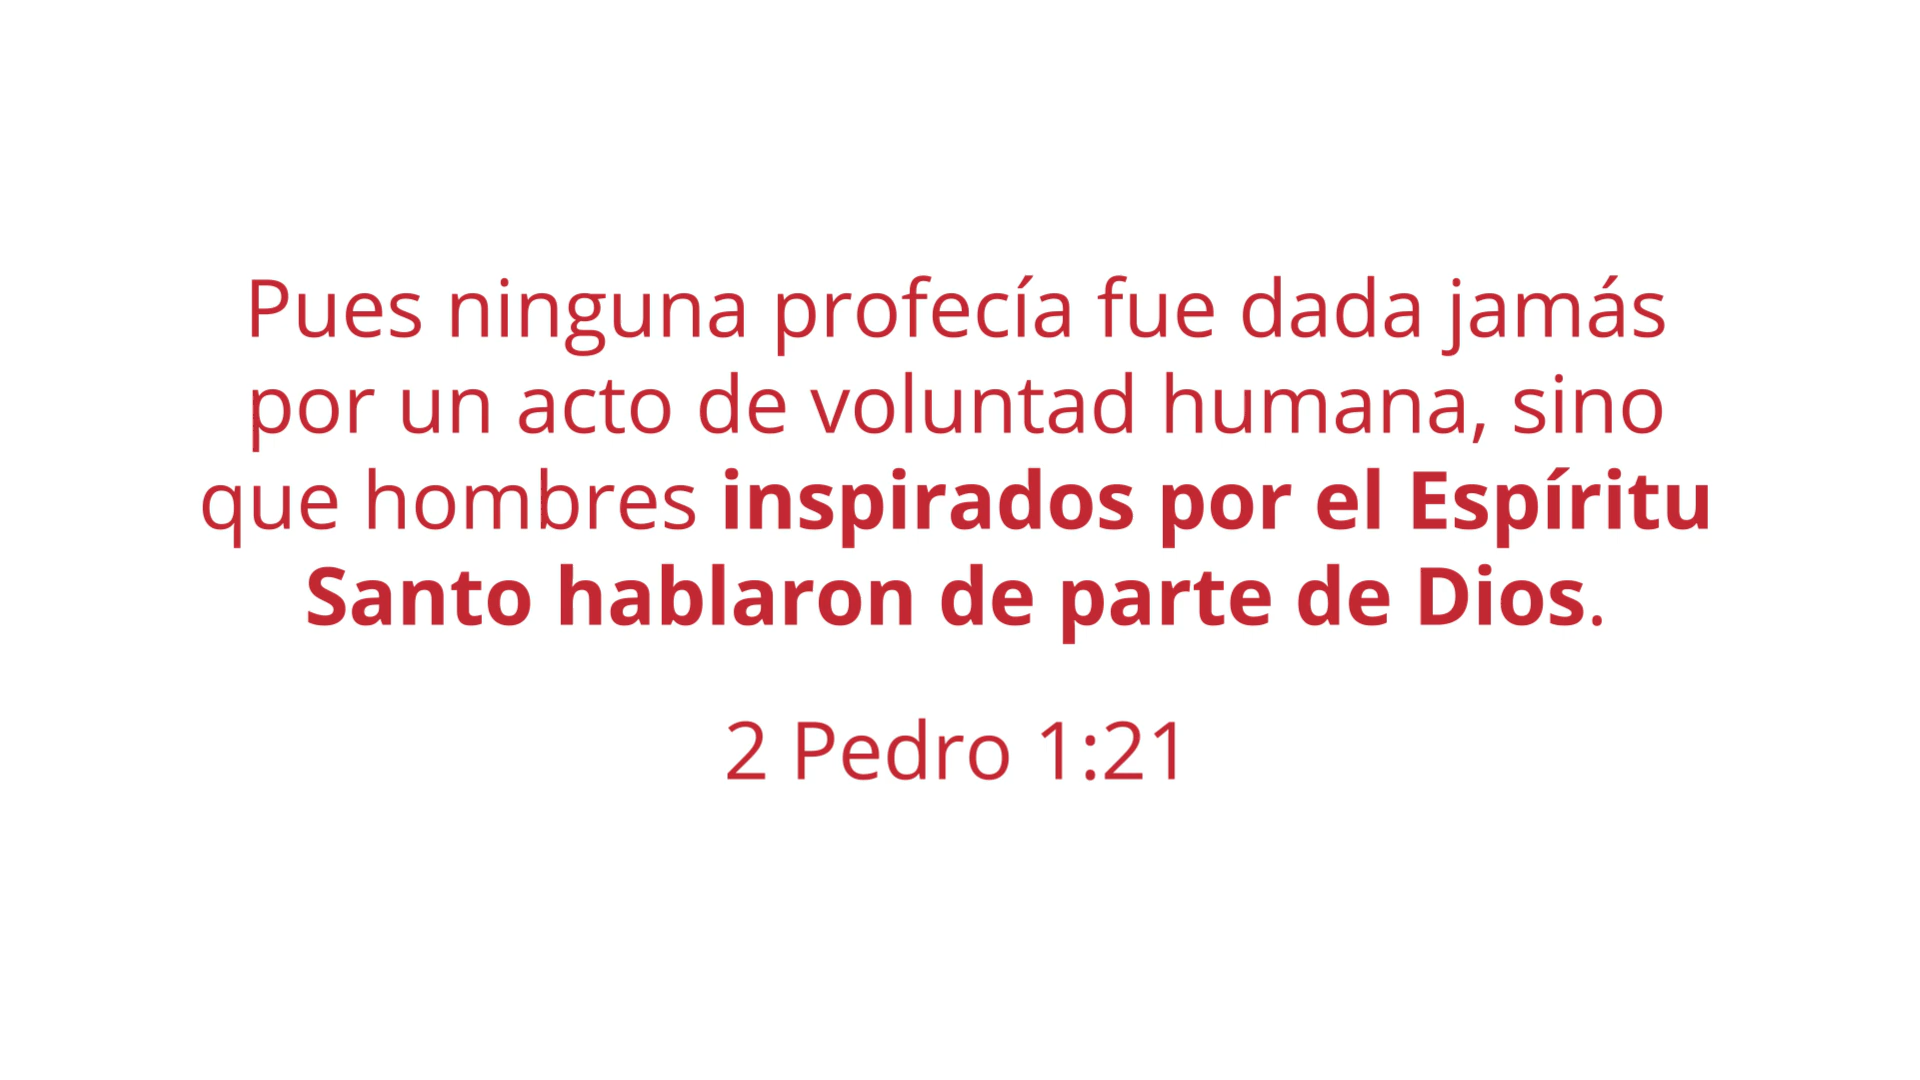 Pues ninguna profecía fue dada jamás
por un acto de voluntad humana, sino
que hombres inspirados por el Espíritu
Santo hablaron de parte de Dios.
2 Pedro 1:21